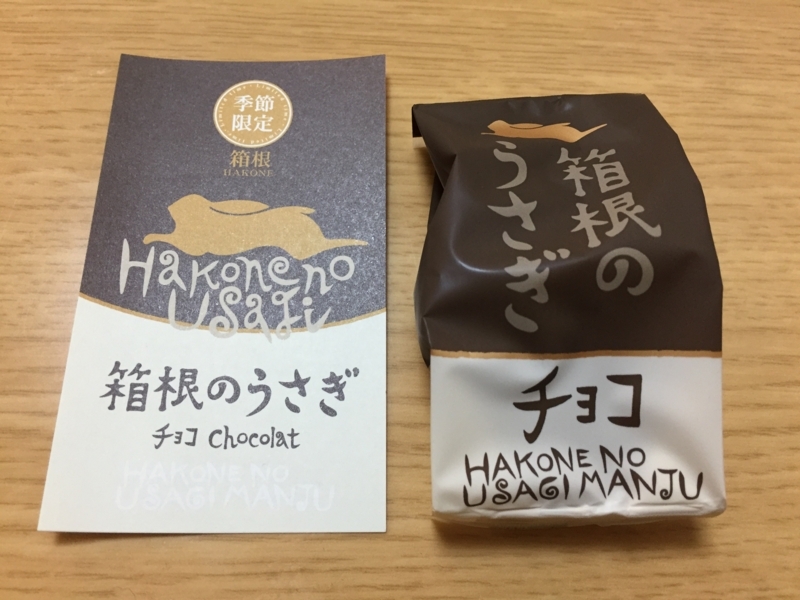 季節
限定
箱根
HAKONE
Hakone no
Usagi
箱根のうさぎ
チョコ Chocolat
HAKONE NO
USAGI MANJU
箱根の
うさぎ
チョコ
HAKONE NO
USAGI MANJU